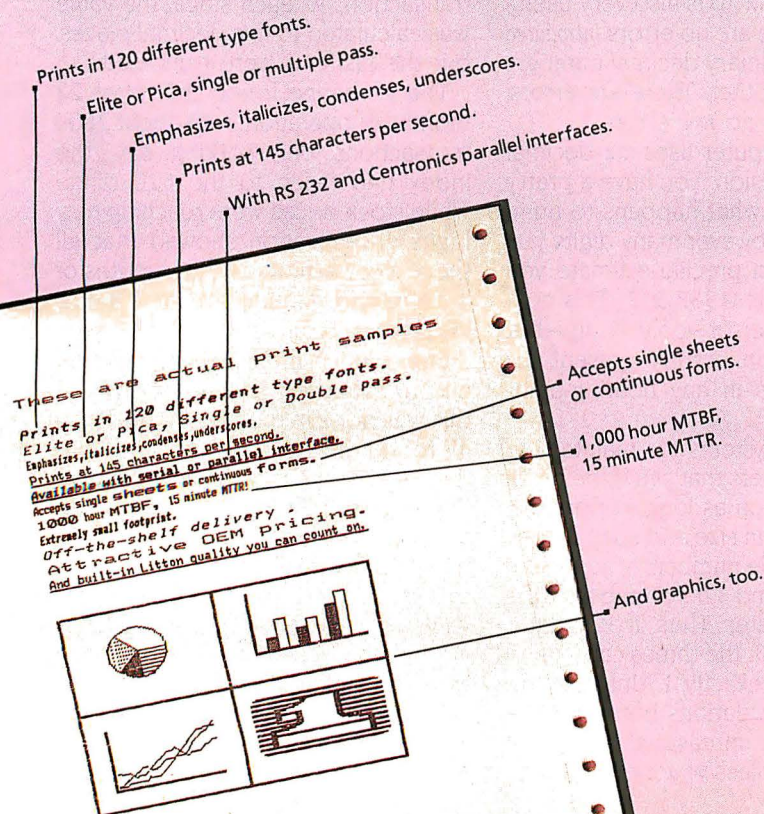 Prints in 120 different type fonts.
Elite or Pica, single or multiple pass.
Emphasizes, italicizes, condenses, underscores.
Prints at 145 characters per second.
With RS 232 and Centronics parallel interfaces.
These are actual print samples
Prints in 120 different type fonts.
Elite or Pica, Single or Double pass.
Emphasizes,italicizes,condenses,underscores.
Prints at 145 characters per second.
Available with serial or parallel interface.
Accepts single sheets or continuous forms.
1000 hour MTBF, 15 minute MTTR!
Extremely small footprint.
Off-the-shelf delivery .
Attractive OEM pricing.
And built-in Litton quality you can count on.
Accepts single sheets
or continuous forms.
1,000 hour MTBF,
15 minute MTTR.
And graphics, too.